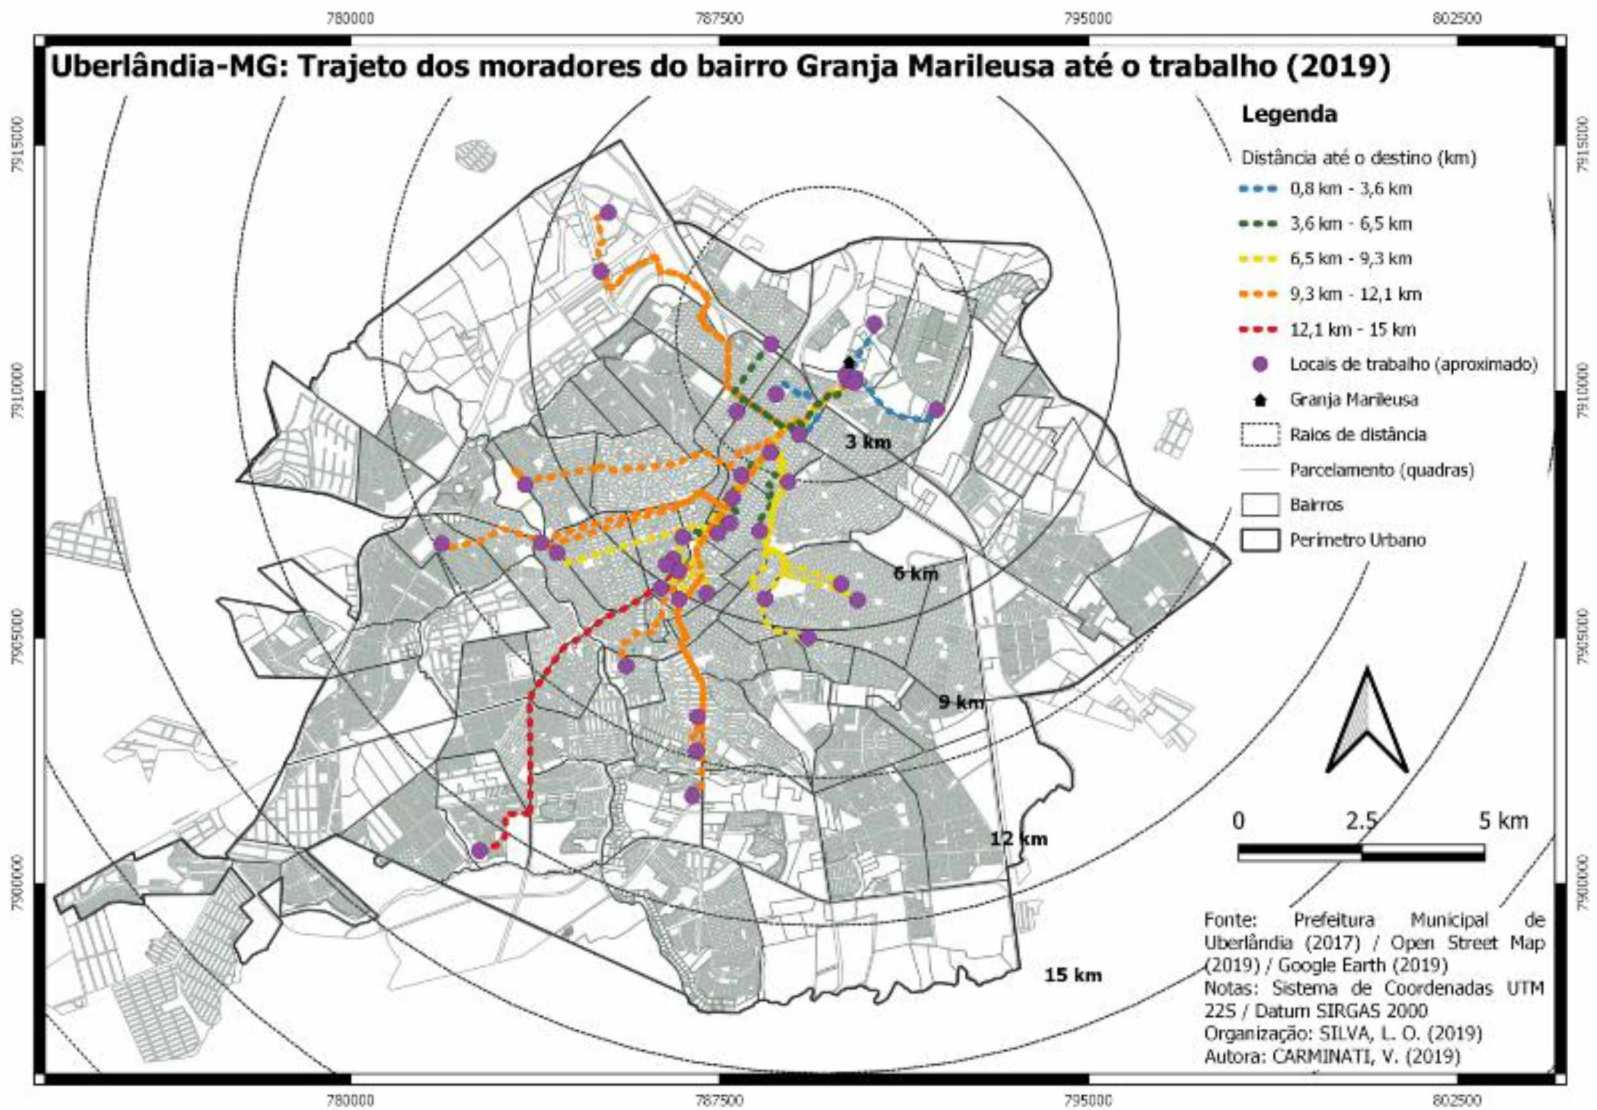 780000
787500
795000
802500
Uberlândia-MG: Trajeto dos moradores do bairro Granja Marileusa até o trabalho (2019)
Legenda
Distância até o destino (km)
0,8 km - 3,6 km
3,6 km - 6,5 km
6,5 km - 9,3 km
9,3 km - 12,1 km
12,1 km - 15 km
Locais de trabalho (aproximado)
Granja Marileusa
Raios de distância
Parcelamento (quadras)
Bairros
Perímetro Urbano
7915000
7910000
7905000
7900000
7915000
7910000
7905000
7900000
3 km
6 km
9 km
12 km
15 km
0
2.5
5 km
Fonte: Prefeitura Municipal de
Uberlândia (2017) / Open Street Map
(2019) / Google Earth (2019)
Notas: Sistema de Coordenadas UTM
22S / Datum SIRGAS 2000
Organização: SILVA, L. O. (2019)
Autora: CARMINATI, V. (2019)
780000
787500
795000
802500